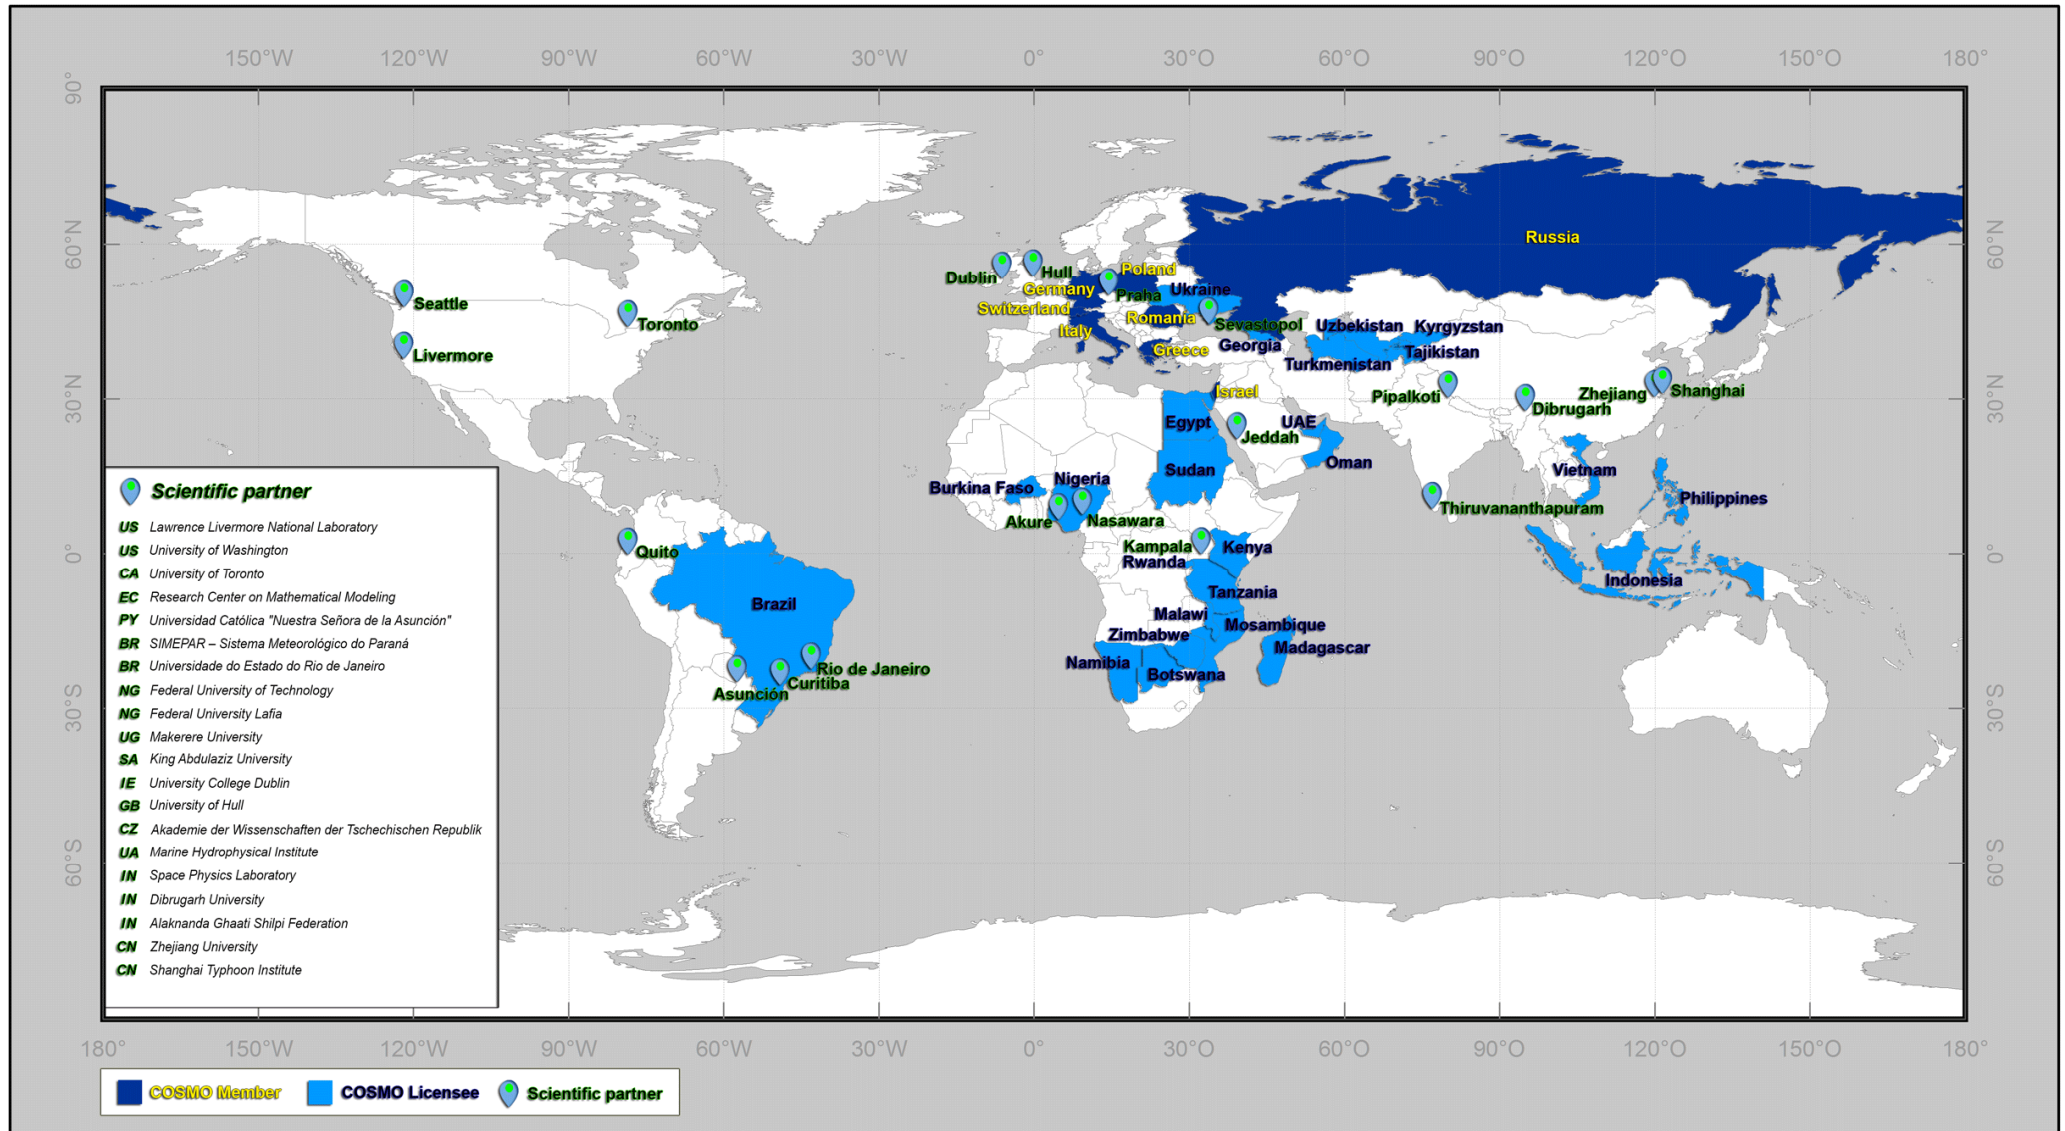 150°W 120°W 90°W 60°W 30°W 0° 30°O 60°O 90°O 120°O 150°O 180°
90°
60°N
30°N
0°
30°S
60°S
60°N
30°N
0°
30°S
60°S
Russia
Dublin
Hull
Poland
Germany
Praha
Ukraine
Switzerland
Romania
Sevastopol
Italy
Greece
Georgia
Uzbekistan
Kyrgyzstan
Turkmenistan
Tajikistan
Seattle
Toronto
Livermore
Israel
Pipalkoti
Dibrugarh
Zhejiang
Shanghai
Egypt
Jeddah
UAE
Oman
Sudan
Vietnam
Burkina Faso
Nigeria
Philippines
Akure
Nasawara
Thiruvananthapuram
Quito
Kampala
Kenya
Rwanda
Indonesia
Brazil
Tanzania
Malawi
Mosambique
Zimbabwe
Madagascar
Namibia
Botswana
Rio de Janeiro
Curitiba
Asunción
Scientific partner
US Lawrence Livermore National Laboratory
US University of Washington
CA University of Toronto
EC Research Center on Mathematical Modeling
PY Universidad Católica "Nuestra Señora de la Asunción"
BR SIMEPAR – Sistema Meteorológico do Paraná
BR Universidade do Estado do Rio de Janeiro
NG Federal University of Technology
NG Federal University Lafia
UG Makerere University
SA King Abdulaziz University
IE University College Dublin
GB University of Hull
CZ Akademie der Wissenschaften der Tschechischen Republik
UA Marine Hydrophysical Institute
IN Space Physics Laboratory
IN Dibrugarh University
IN Alaknanda Ghaati Shilpi Federation
CN Zhejiang University
CN Shanghai Typhoon Institute
180° 150°W 120°W 90°W 60°W 30°W 0° 30°O 60°O 90°O 120°O 150°O 180°
COSMO Member COSMO Licensee Scientific partner